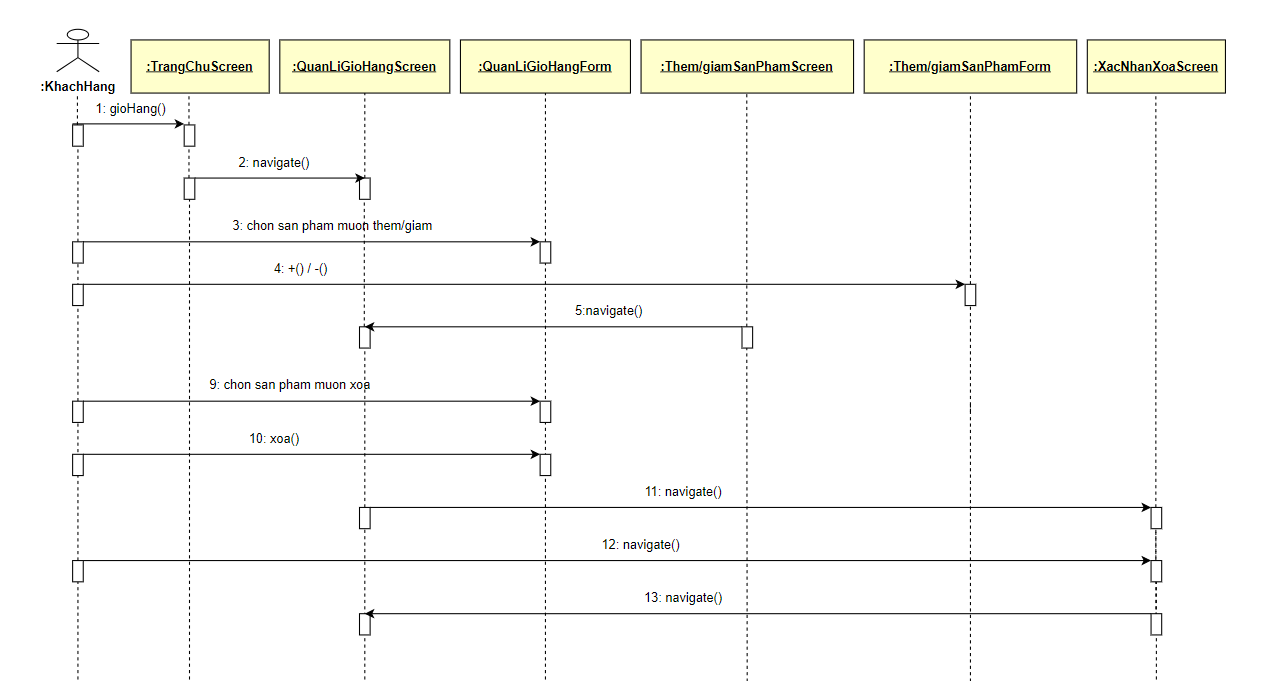 :KhachHang
:TrangChuScreen
:QuanLiGioHangScreen
:QuanLiGioHangForm
:Them/giamSanPhamScreen
:Them/giamSanPhamForm
:XacNhanXoaScreen
1: gioHang()
2: navigate()
3: chon san pham muon them/giam
4: +() / -()
5:navigate()
9: chon san pham muon xoa
10: xoa()
11: navigate()
12: navigate()
13: navigate()